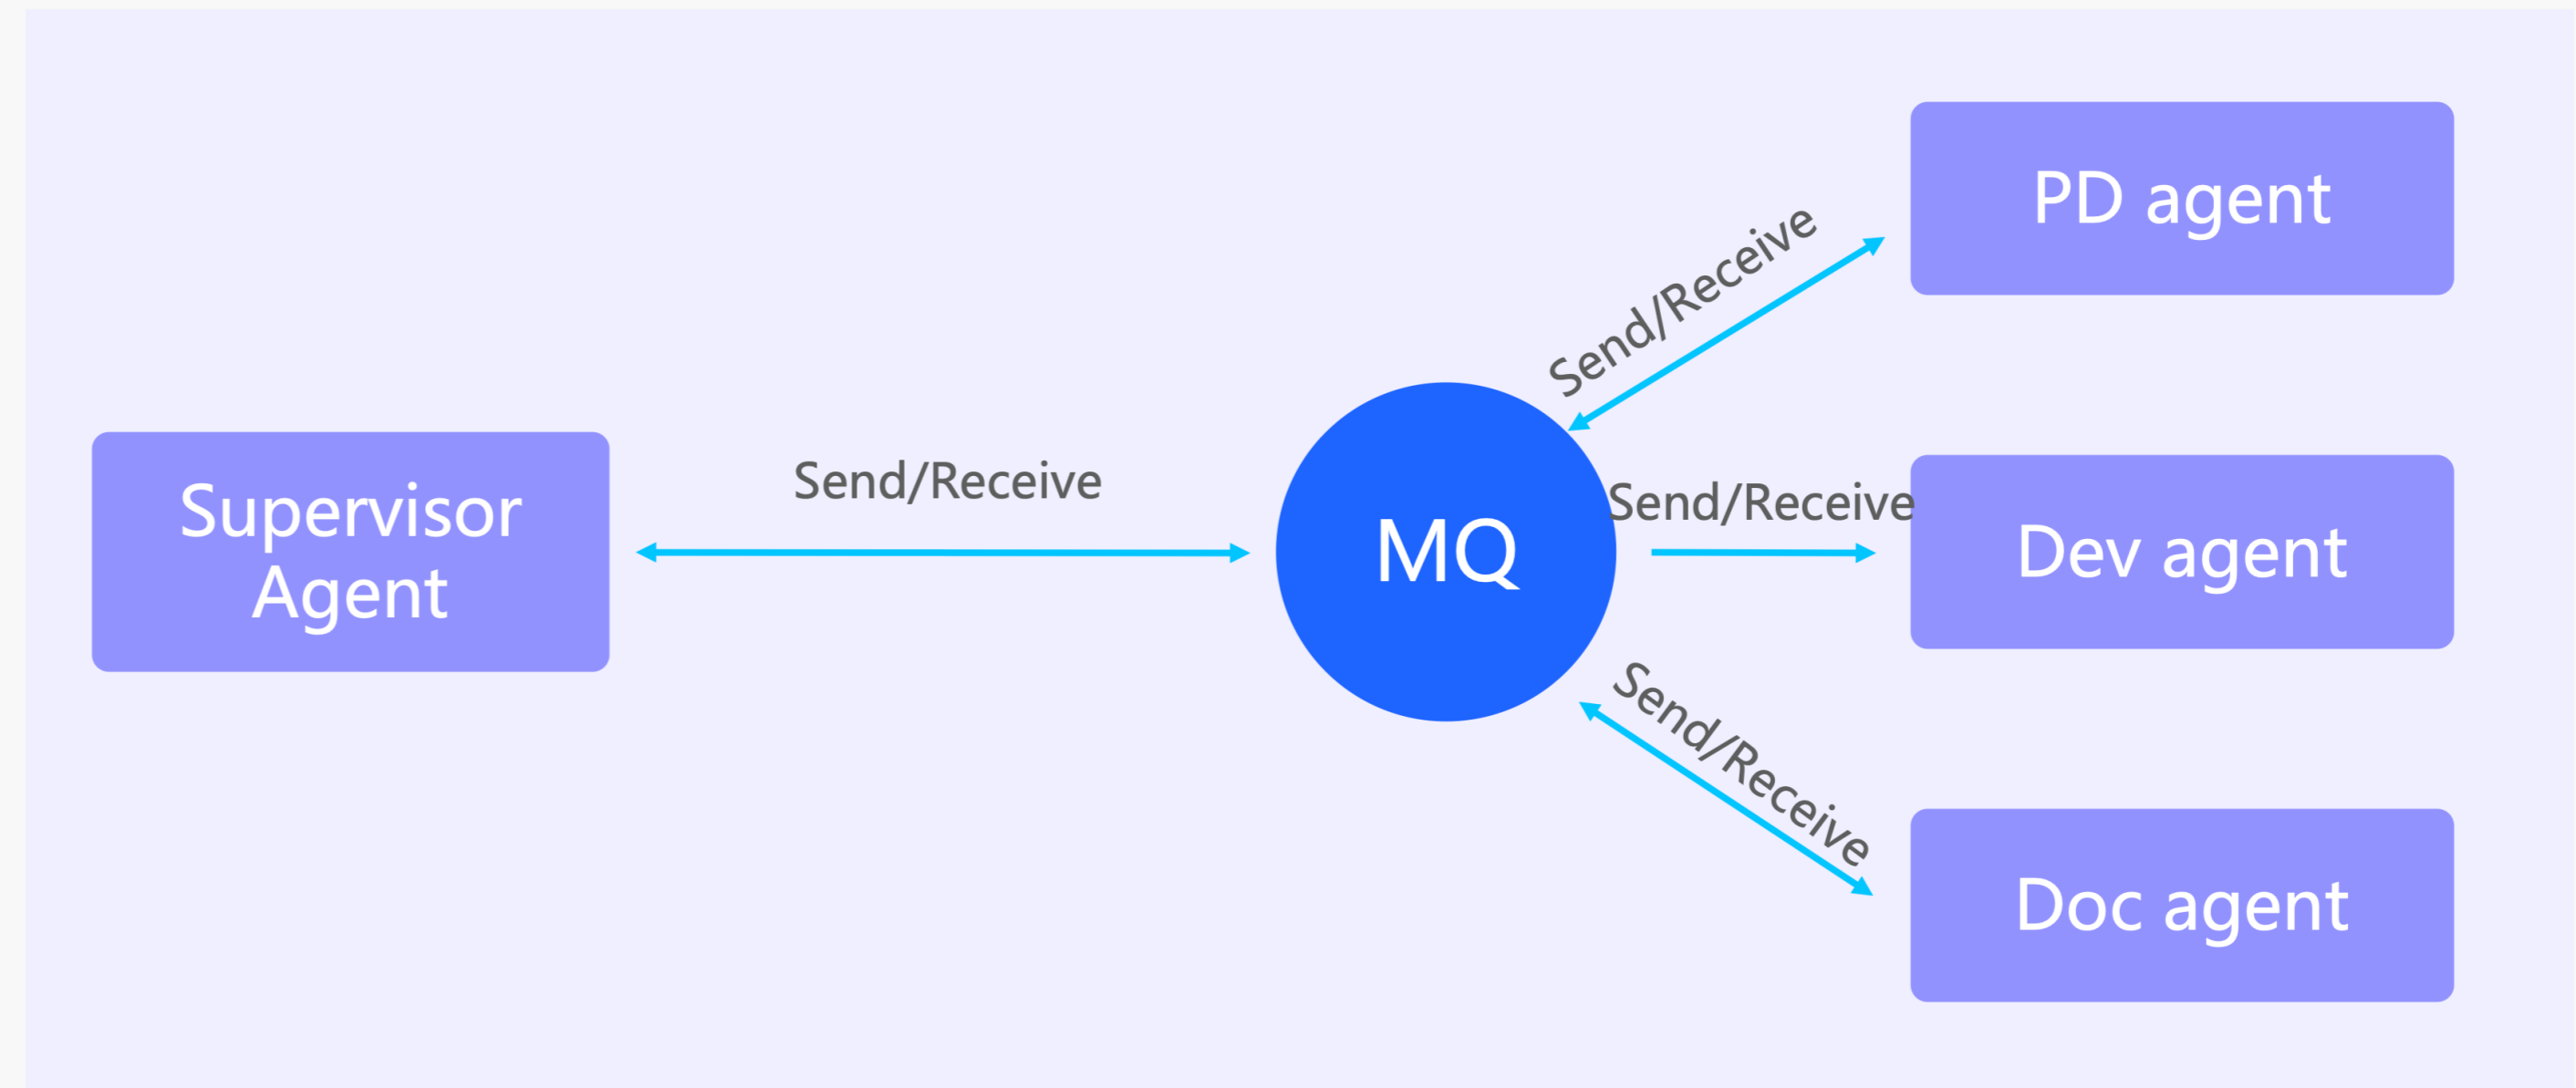 Supervisor
Agent
Send/Receive
MQ
Send/Receive
PD agent
Send/Receive
Dev agent
Send/Receive
Doc agent